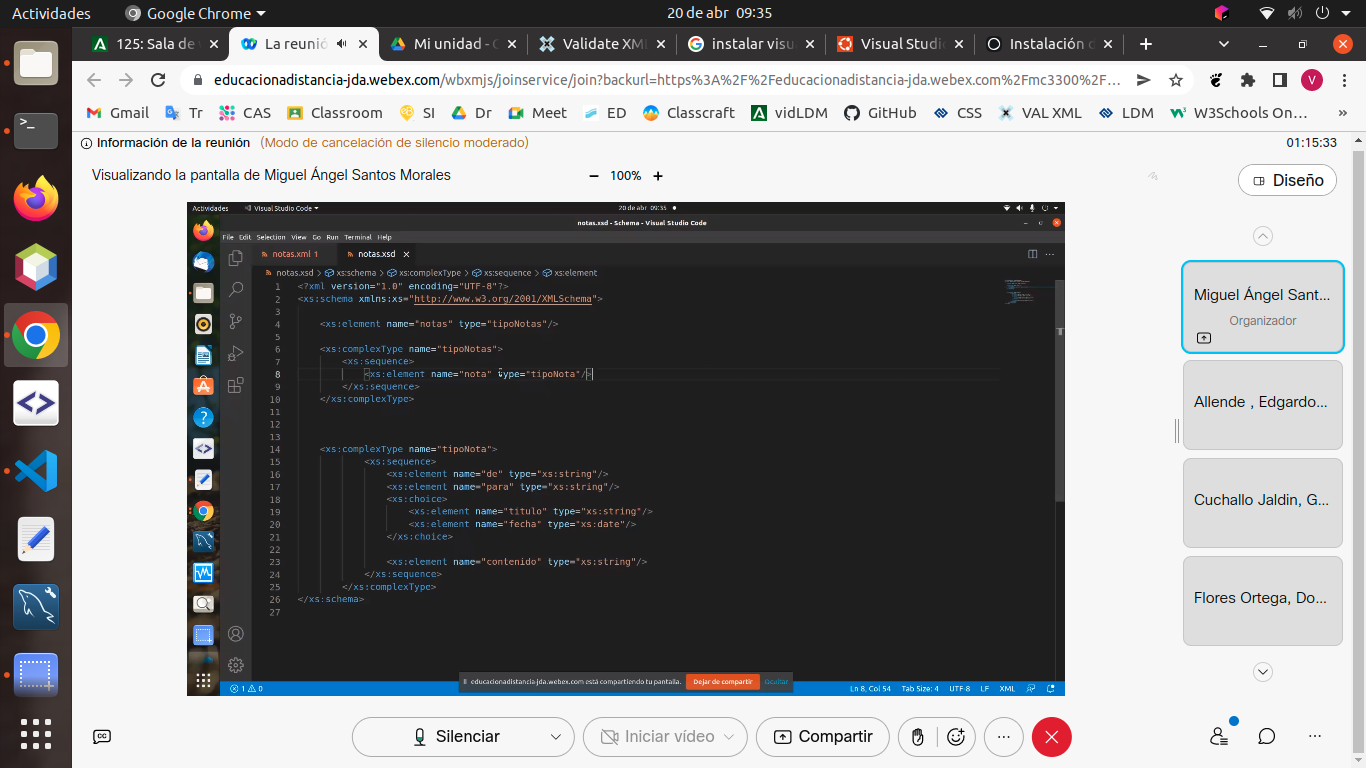 Actividades Google Chrome 20 de abr 09:35
125: Sala de La reunió Mi unidad - Validate XM instalar visu Visual Studi Instalación d
educacionadistancia-jda.webex.com/wbxmjs/joinservice/join?backurl=https%3A%2F%2Feducacionadistancia-jda.webex.com%2Fmc3300%2F... V
Gmail Tr CAS Classroom SI Dr Meet ED Classcraft vidLDM GitHub CSS VAL XML LDM W3Schools On... »
Información de la reunión (Modo de cancelación de silencio moderado) 01:15:33
Visualizando la pantalla de Miguel Ángel Santos Morales − 100% + Diseño
Actividades Visual Studio Code 20 de abr 09:35
notas.xsd - Schema - Visual Studio Code
File Edit Selection View Go Run Terminal Help
notas.xml 1 notas.xsd
notas.xsd > xs:schema > xs:complexType > xs:sequence > xs:element
1 <?xml version="1.0" encoding="UTF-8"?>
2 <xs:schema xmlns:xs="http://www.w3.org/2001/XMLSchema">
3
4 <xs:element name="notas" type="tipoNotas"/>
5
6 <xs:complexType name="tipoNotas">
7 <xs:sequence>
8 <xs:element name="nota" type="tipoNota"/>
9 </xs:sequence>
10 </xs:complexType>
11
12
13
14 <xs:complexType name="tipoNota">
15 <xs:sequence>
16 <xs:element name="de" type="xs:string"/>
17 <xs:element name="para" type="xs:string"/>
18 <xs:choice>
19 <xs:element name="titulo" type="xs:string"/>
20 <xs:element name="fecha" type="xs:date"/>
21 </xs:choice>
22
23 <xs:element name="contenido" type="xs:string"/>
24 </xs:sequence>
25 </xs:complexType>
26 </xs:schema>
27
educacionadistancia-jda.webex.com está compartiendo tu pantalla. Dejar de compartir Ocultar
1 0 Ln 8, Col 54 Tab Size: 4 UTF-8 LF XML
Miguel Ángel Sant...
Organizador
Allende , Edgardo...
Cuchallo Jaldin, G...
Flores Ortega, Do...
CC Silenciar Iniciar vídeo Compartir